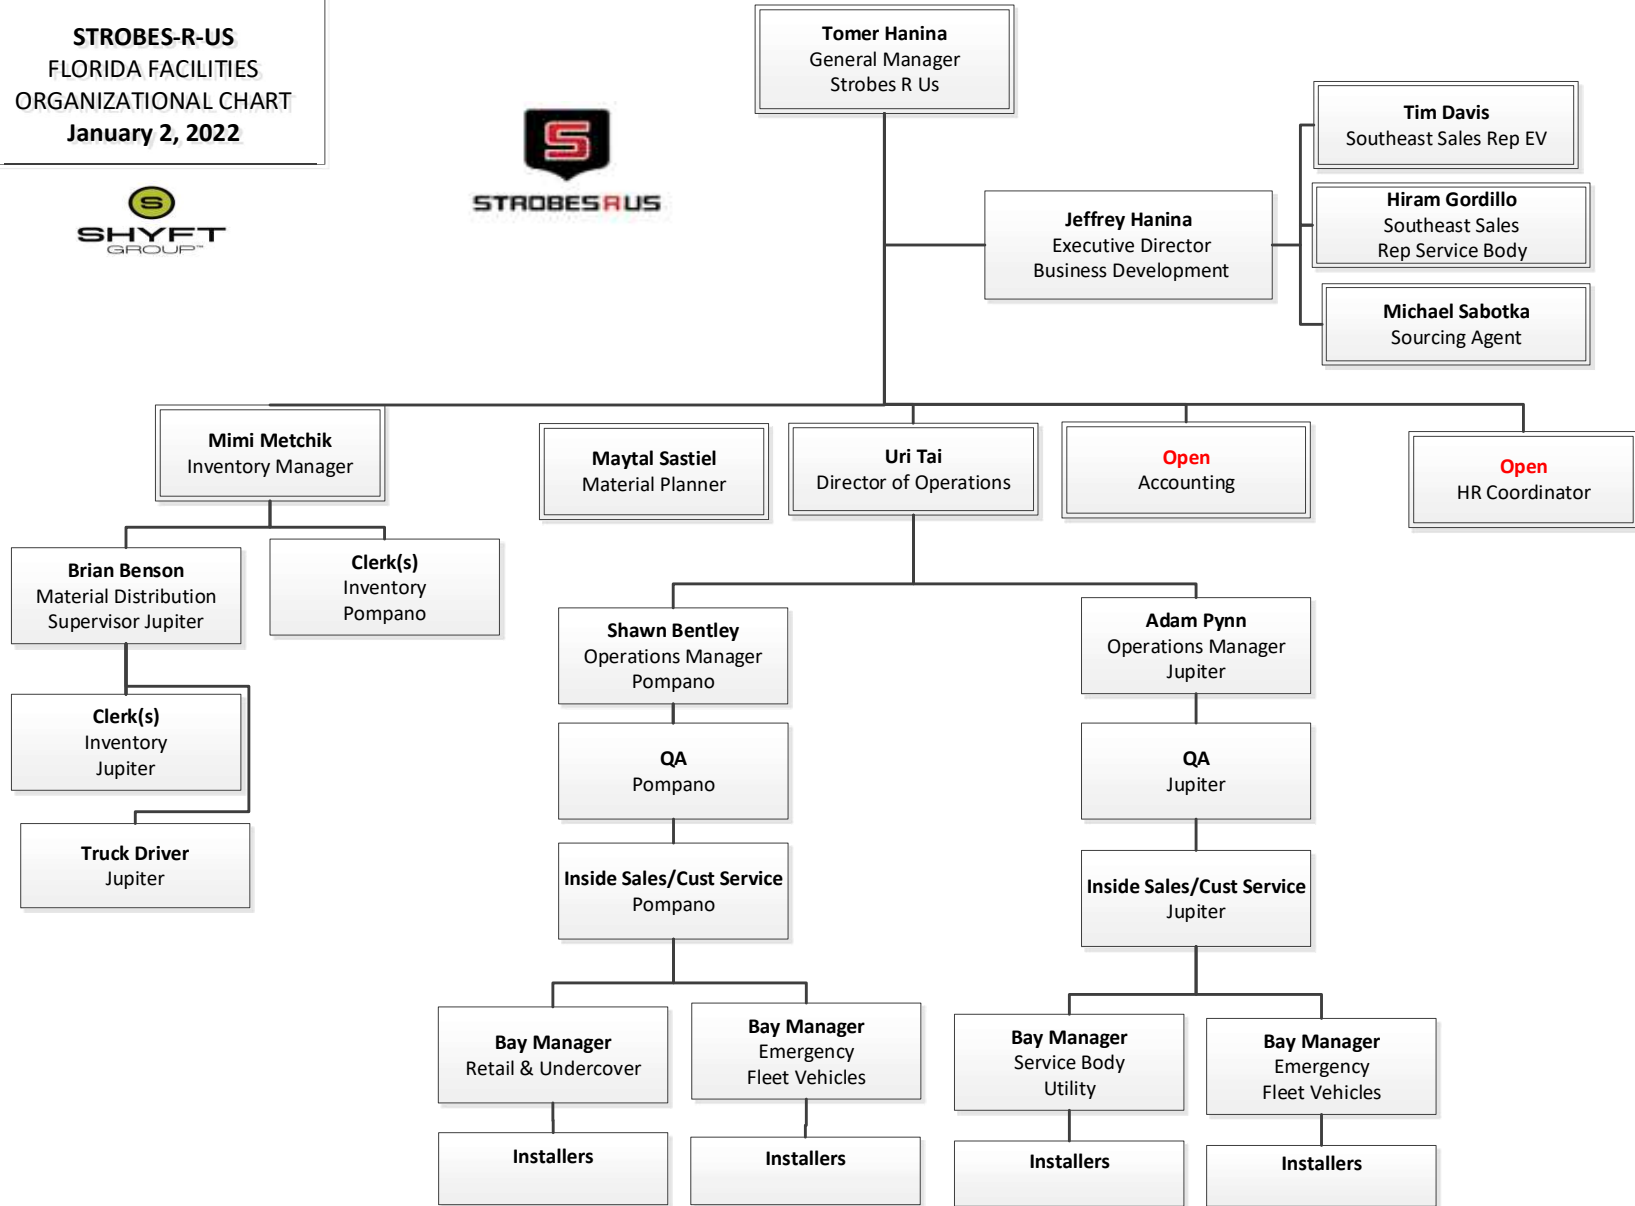 STROBES-R-US
FLORIDA FACILITIES
ORGANIZATIONAL CHART
January 2, 2022
S
SHYFT
GROUP™
S
STROBESRUS
Tomer Hanina
General Manager
Strobes R Us
Jeffrey Hanina
Executive Director
Business Development
Tim Davis
Southeast Sales Rep EV
Hiram Gordillo
Southeast Sales
Rep Service Body
Michael Sabotka
Sourcing Agent
Mimi Metchik
Inventory Manager
Maytal Sastiel
Material Planner
Uri Tai
Director of Operations
Open
Accounting
Open
HR Coordinator
Brian Benson
Material Distribution
Supervisor Jupiter
Clerk(s)
Inventory
Pompano
Clerk(s)
Inventory
Jupiter
Truck Driver
Jupiter
Shawn Bentley
Operations Manager
Pompano
QA
Pompano
Inside Sales/Cust Service
Pompano
Bay Manager
Retail & Undercover
Installers
Bay Manager
Emergency
Fleet Vehicles
Installers
Adam Pynn
Operations Manager
Jupiter
QA
Jupiter
Inside Sales/Cust Service
Jupiter
Bay Manager
Service Body
Utility
Installers
Bay Manager
Emergency
Fleet Vehicles
Installers